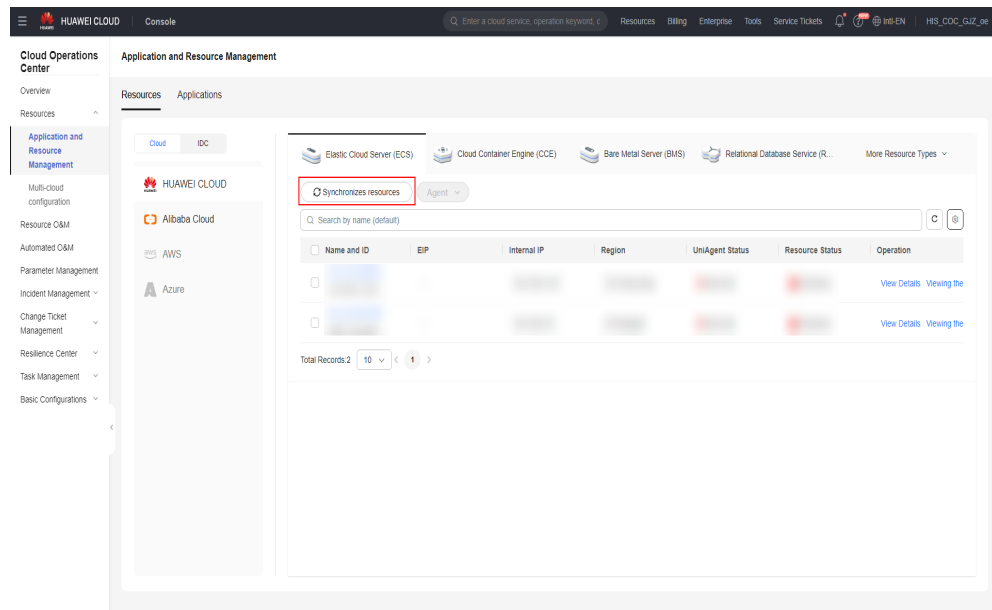 HUAWEI
HUAWEI CLOUD
Console
Enter a cloud service, operation keyword, c
Resources
Billing
Enterprise
Tools
Service Tickets
Intl-EN
HIS_COC_GJZ_oe
Cloud Operations
Center
Overview
Resources
Application and
Resource
Management
Multi-cloud
configuration
Resource O&M
Automated O&M
Parameter Management
Incident Management
Change Ticket
Management
Resilience Center
Task Management
Basic Configurations
Application and Resource Management
Resources
Applications
Cloud
IDC
HUAWEI CLOUD
Alibaba Cloud
aws
AWS
Azure
Elastic Cloud Server (ECS)
Cloud Container Engine (CCE)
Bare Metal Server (BMS)
Relational Database Service (R...
More Resource Types
Synchronizes resources
Agent
Search by name (default)
Name and ID
EIP
Internal IP
Region
UniAgent Status
Resource Status
Operation
View Details Viewing the
View Details Viewing the
Total Records:2
10
1